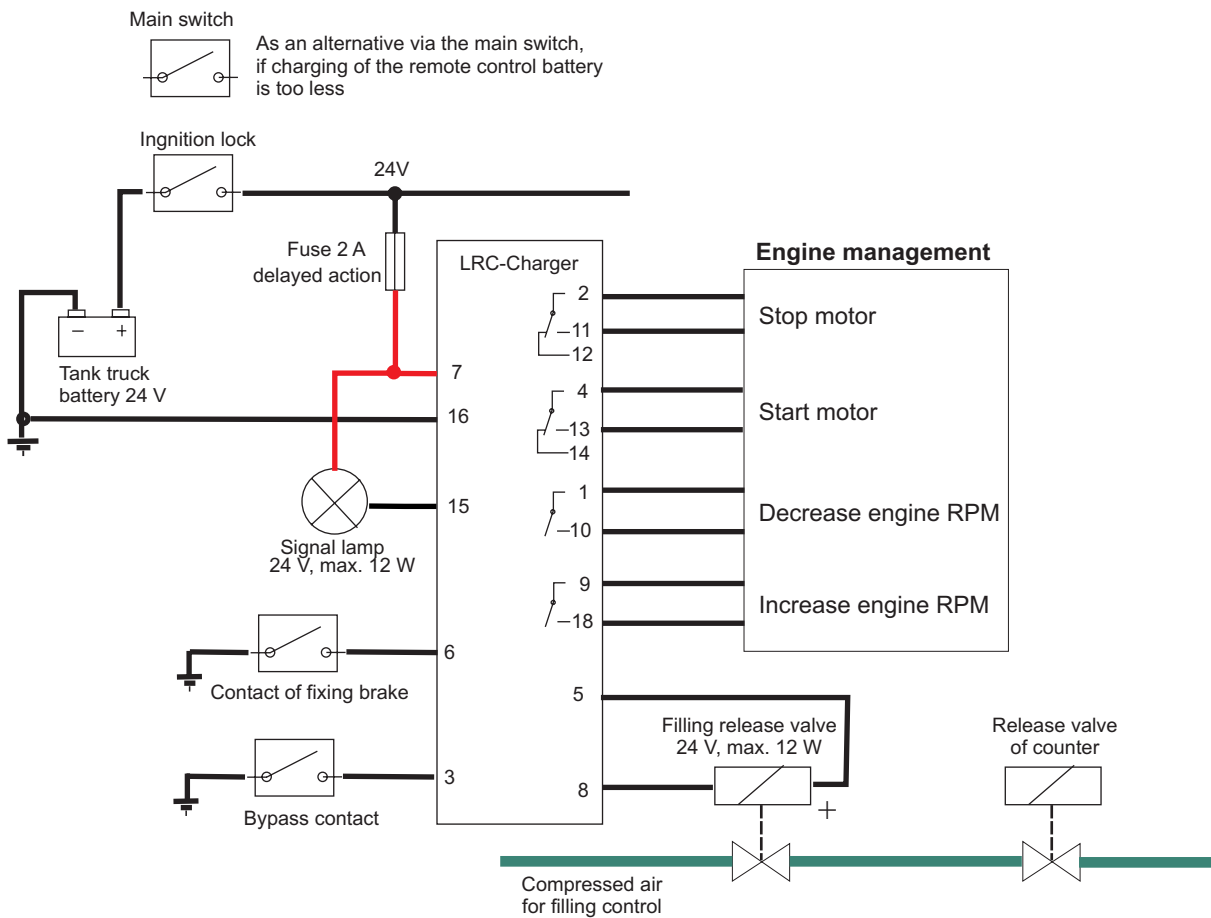 Main switch
As an alternative via the main switch,
if charging of the remote control battery
is too less
Ingnition lock
24V
Fuse 2 A
delayed action
LRC-Charger
Engine management
– +
Tank truck
battery 24 V
7
16
15
Signal lamp
24 V, max. 12 W
6
Contact of fixing brake
3
Bypass contact
2
11
12
Stop motor
4
13
14
Start motor
1
10
Decrease engine RPM
9
18
Increase engine RPM
5
8
Filling release valve
24 V, max. 12 W
+
Release valve
of counter
Compressed air
for filling control